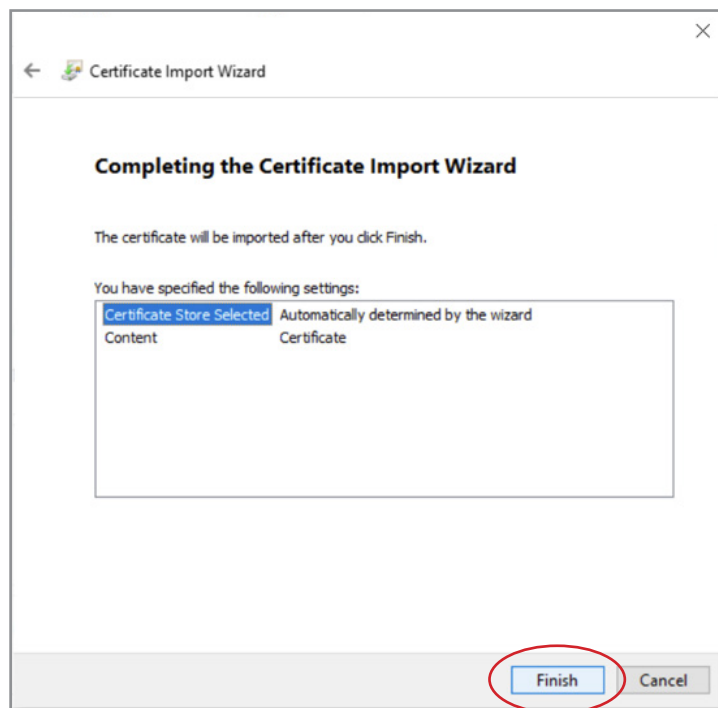 Certificate Import Wizard
Completing the Certificate Import Wizard
The certificate will be imported after you click Finish.
You have specified the following settings:
Certificate Store Selected Automatically determined by the wizard
Content Certificate
Finish Cancel